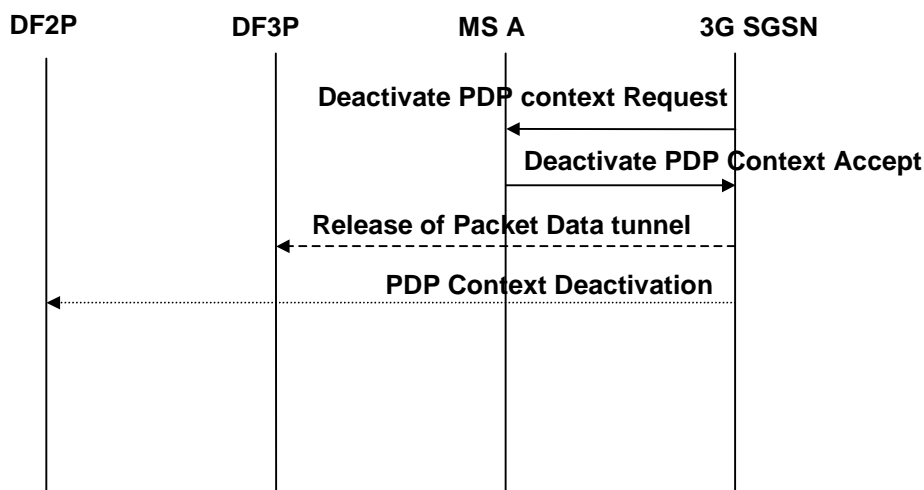 DF2P DF3P MS A 3G SGSN
Deactivate PDP context Request
Deactivate PDP Context Accept
Release of Packet Data tunnel
PDP Context Deactivation